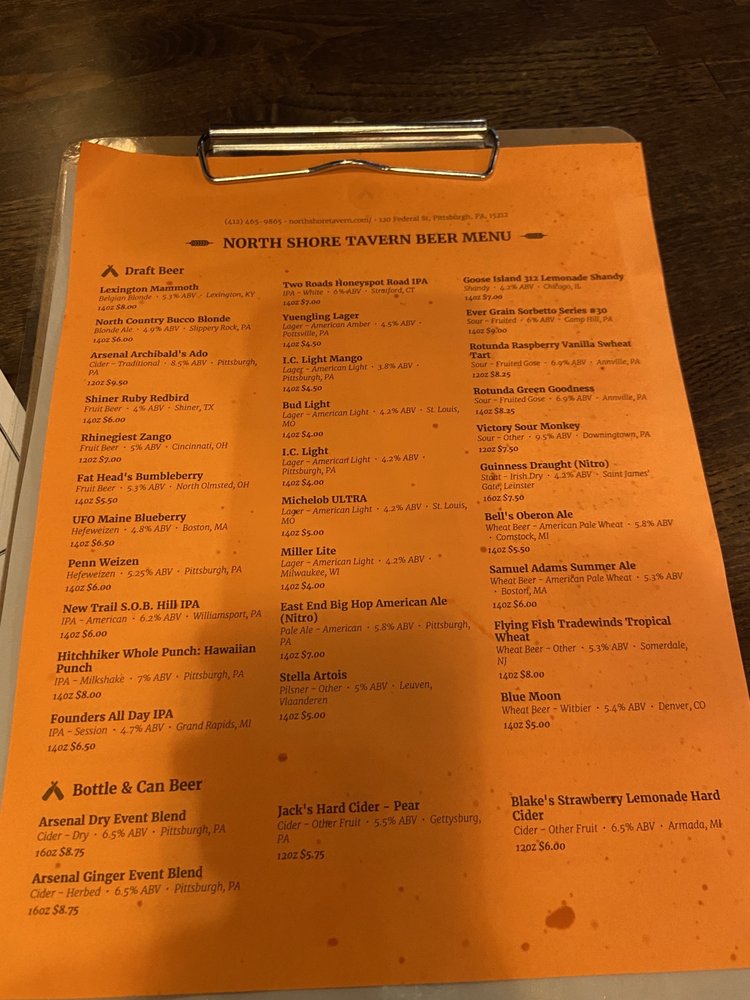 (412) 465-9865 - northshoretavern.com/ - 120 Federal St, Pittsburgh, PA, 15212
NORTH SHORE TAVERN BEER MENU
Draft Beer
Lexington Mammoth
Belgian Blonde · 5.3% ABV · Lexington, KY
14oz $8.00
North Country Bucco Blonde
Blonde Ale · 4.9% ABV · Slippery Rock, PA
14oz $6.00
Arsenal Archibald's Ado
Cider - Traditional · 8.5% ABV · Pittsburgh,
PA
12oz $9.50
Shiner Ruby Redbird
Fruit Beer · 4% ABV · Shiner, TX
14oz $6.00
Rhinegiest Zango
Fruit Beer · 5% ABV · Cincinnati, OH
12oz $7.00
Fat Head's Bumbleberry
Fruit Beer · 5.3% ABV · North Olmsted, OH
14oz $5.50
UFO Maine Blueberry
Hefeweizen · 4.8% ABV · Boston, MA
14oz $6.50
Penn Weizen
Hefeweizen · 5.25% ABV · Pittsburgh, PA
14oz $6.00
New Trail S.O.B. Hill IPA
IPA - American · 6.2% ABV · Williamsport, PA
14oz $6.00
Hitchhiker Whole Punch: Hawaiian
Punch
IPA - Milkshake · 7% ABV · Pittsburgh, PA
14oz $8.00
Founders All Day IPA
IPA - Session · 4.7% ABV · Grand Rapids, MI
14oz $6.50
Two Roads Honeyspot Road IPA
IPA - White · 6% ABV · Stratford, CT
14oz $7.00
Yuengling Lager
Lager - American Amber · 4.5% ABV ·
Pottsville, PA
14oz $4.50
I.C. Light Mango
Lager - American Light · 3.8% ABV ·
Pittsburgh, PA
14oz $4.50
Bud Light
Lager - American Light · 4.2% ABV · St. Louis,
MO
14oz $4.00
I.C. Light
Lager - American Light · 4.2% ABV ·
Pittsburgh, PA
14oz $4.00
Michelob ULTRA
Lager - American Light · 4.2% ABV · St. Louis,
MO
14oz $5.00
Miller Lite
Lager - American Light · 4.2% ABV ·
Milwaukee, WI
14oz $4.00
East End Big Hop American Ale
(Nitro)
Pale Ale - American · 5.8% ABV · Pittsburgh,
PA
14oz $7.00
Stella Artois
Pilsner - Other · 5% ABV · Leuven,
Vlaanderen
14oz $5.00
Goose Island 312 Lemonade Shandy
Shandy · 4.2% ABV · Chicago, IL
14oz $7.00
Ever Grain Sorbetto Series #30
Sour - Fruited · 6% ABV · Camp Hill, PA
14oz $9.00
Rotunda Raspberry Vanilla Swheat
Tart
Sour - Fruited Gose · 6.9% ABV · Annville, PA
12oz $8.25
Rotunda Green Goodness
Sour - Fruited Gose · 6.9% ABV · Annville, PA
14oz $8.25
Victory Sour Monkey
Sour - Other · 9.5% ABV · Downingtown, PA
12oz $7.50
Guinness Draught (Nitro)
Stout - Irish Dry · 4.2% ABV · Saint James'
Gate, Leinster
16oz $7.50
Bell's Oberon Ale
Wheat Beer - American Pale Wheat · 5.8% ABV
· Comstock, MI
14oz $5.50
Samuel Adams Summer Ale
Wheat Beer - American Pale Wheat · 5.3% ABV
· Boston, MA
14oz $6.00
Flying Fish Tradewinds Tropical
Wheat
Wheat Beer - Other · 5.3% ABV · Somerdale,
NJ
14oz $8.00
Blue Moon
Wheat Beer - Witbier · 5.4% ABV · Denver, CO
14oz $5.00
Bottle & Can Beer
Arsenal Dry Event Blend
Cider - Dry · 6.5% ABV · Pittsburgh, PA
16oz $8.75
Arsenal Ginger Event Blend
Cider - Herbed · 6.5% ABV · Pittsburgh, PA
16oz $8.75
Jack's Hard Cider - Pear
Cider - Other Fruit · 5.5% ABV · Gettysburg,
PA
12oz $5.75
Blake's Strawberry Lemonade Hard
Cider
Cider - Other Fruit · 6.5% ABV · Armada, MI
12oz $6.00